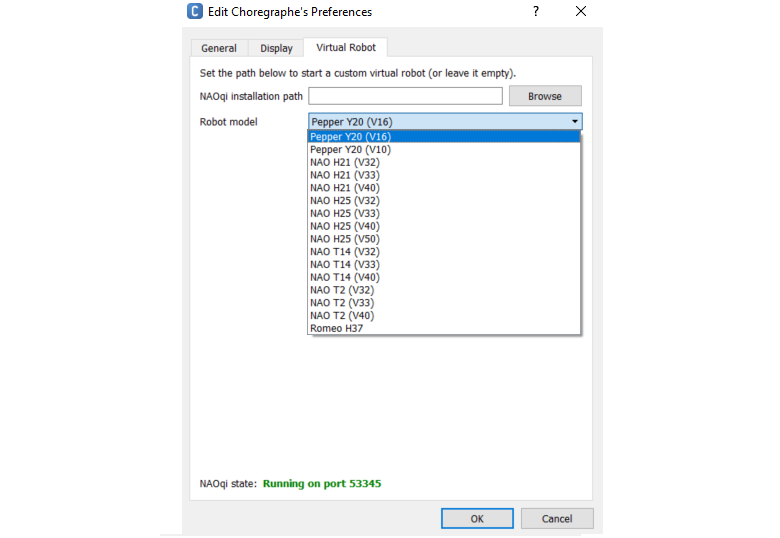 C Edit Choregraphe's Preferences ?
General Display Virtual Robot
Set the path below to start a custom virtual robot (or leave it empty).
NAOqi installation path Browse
Robot model Pepper Y20 (V16)
Pepper Y20 (V16)
Pepper Y20 (V10)
NAO H21 (V32)
NAO H21 (V33)
NAO H21 (V40)
NAO H25 (V32)
NAO H25 (V33)
NAO H25 (V40)
NAO H25 (V50)
NAO T14 (V32)
NAO T14 (V33)
NAO T14 (V40)
NAO T2 (V32)
NAO T2 (V33)
NAO T2 (V40)
Romeo H37
NAOqi state: Running on port 53345
OK Cancel